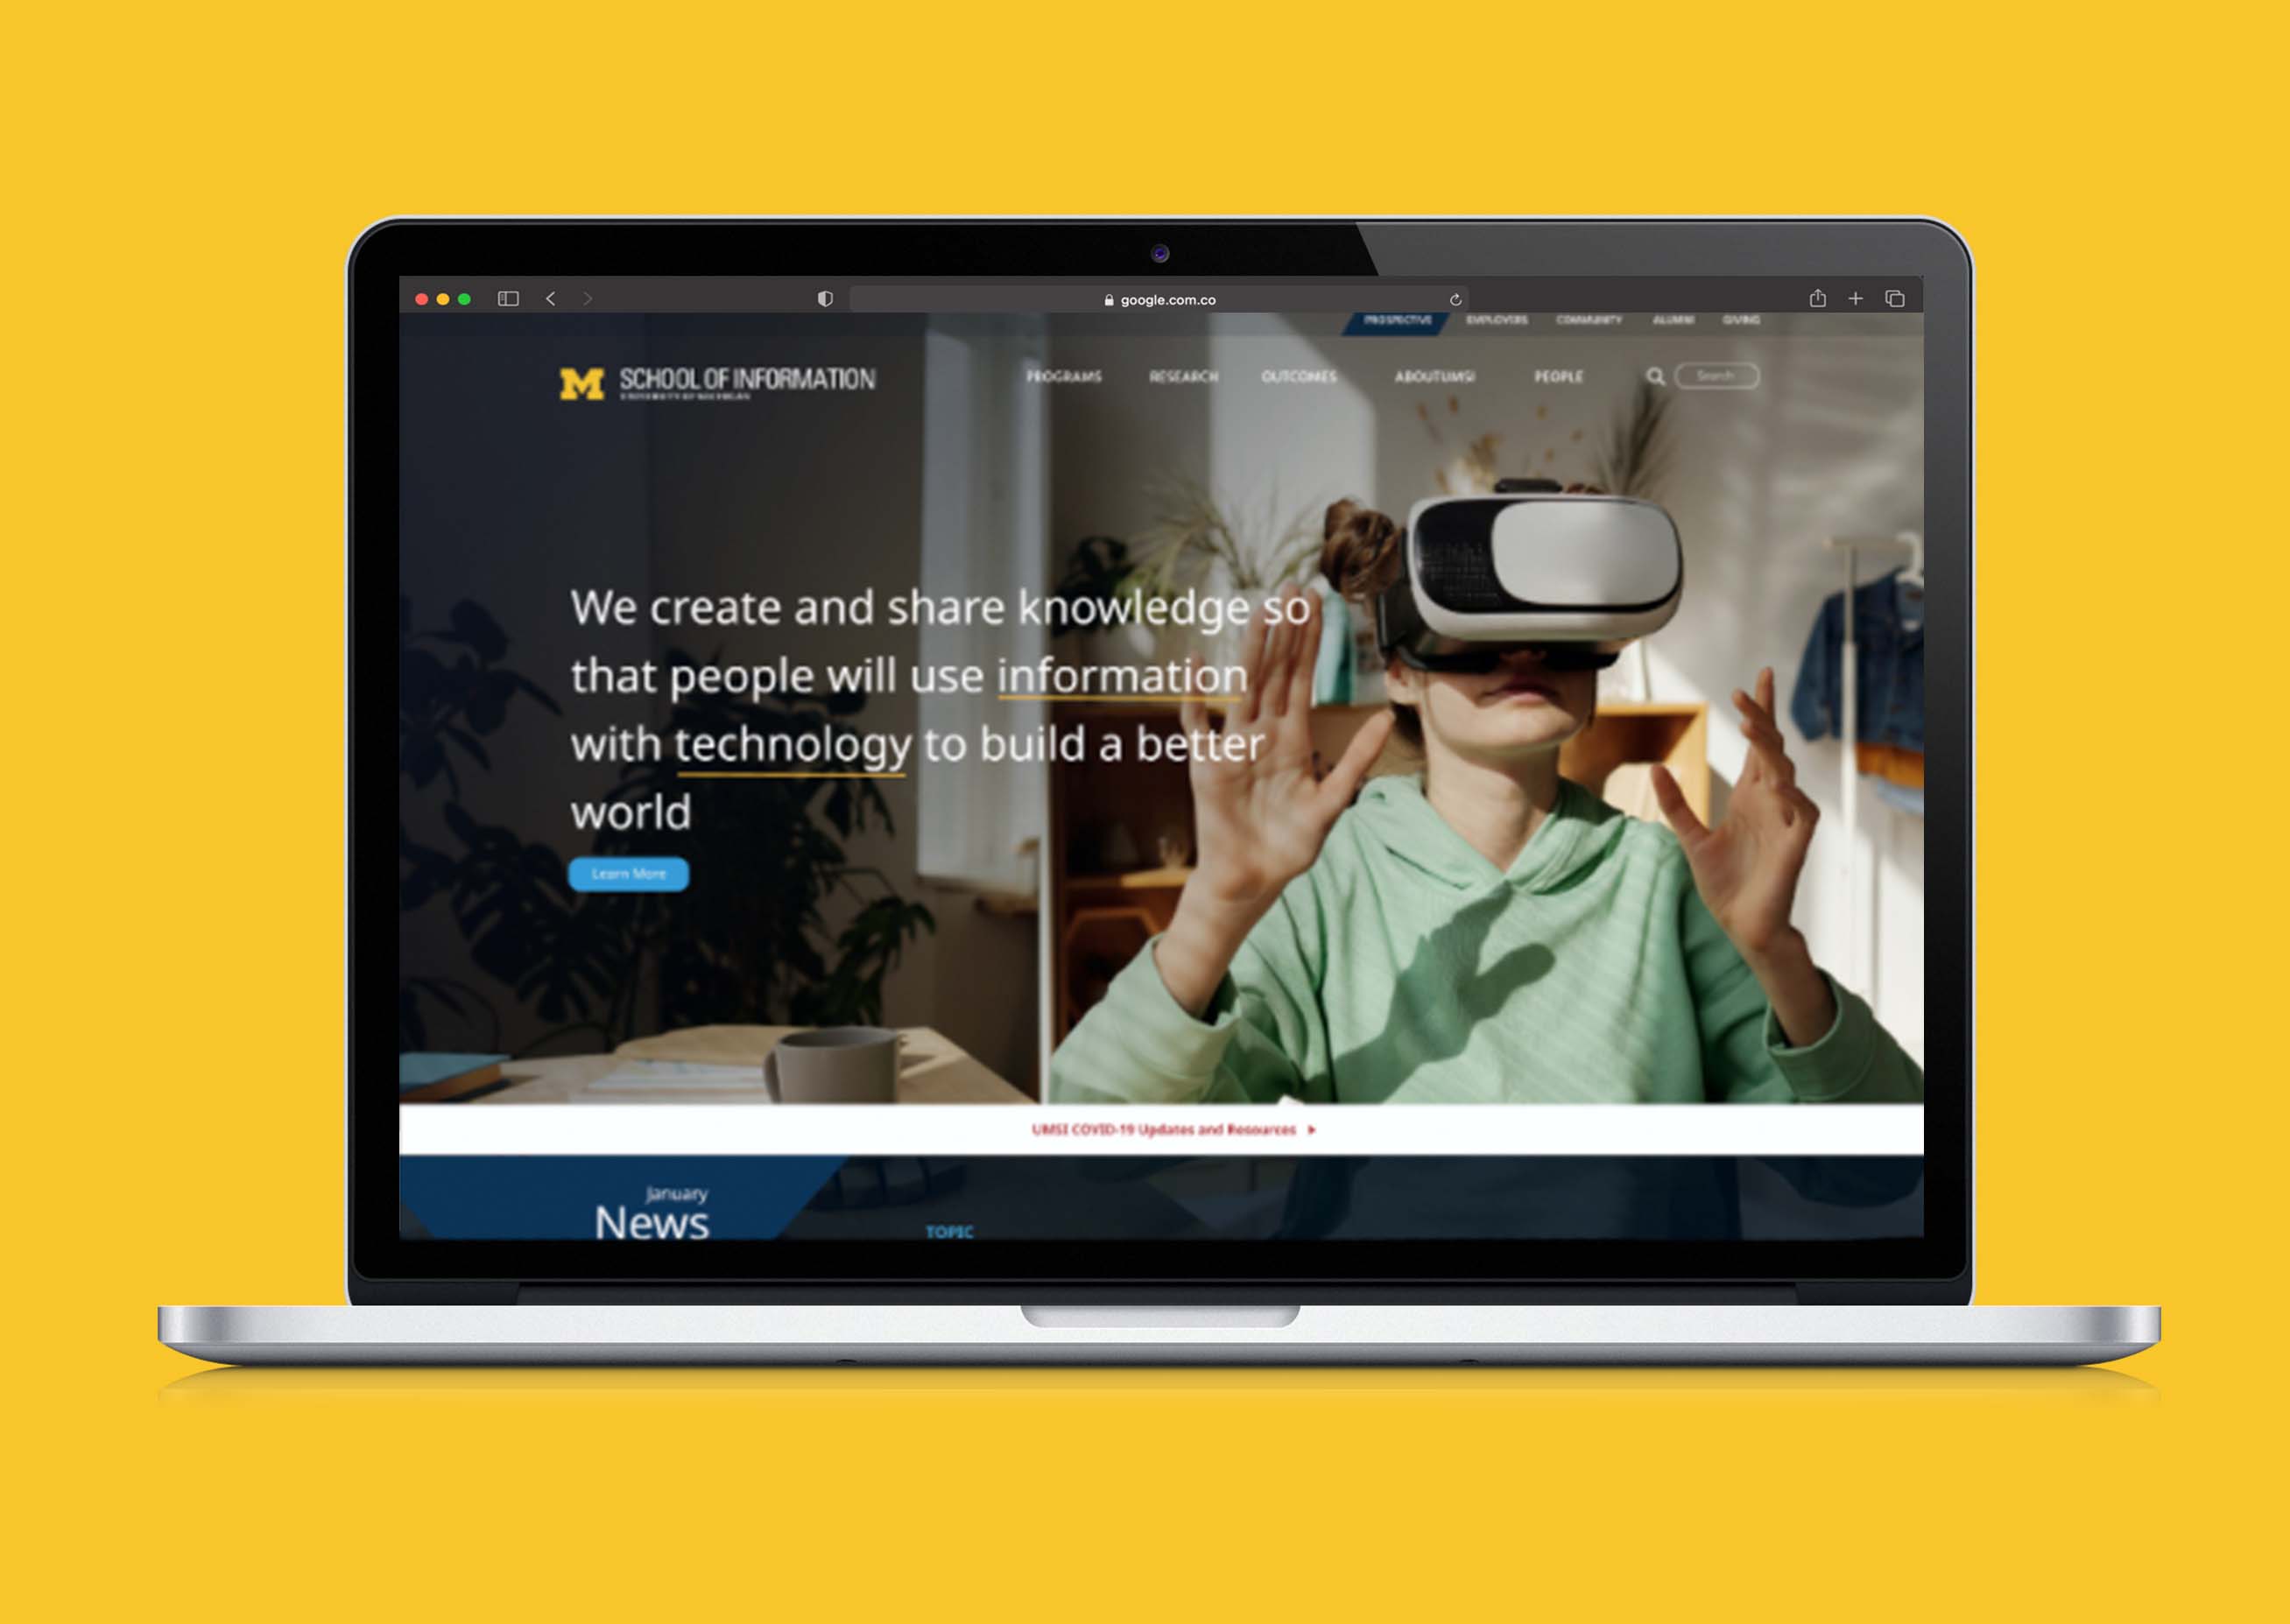 google.com.co
PROSPECTIVE EMPLOYERS COMMUNITY ALUMNI GIVING
M SCHOOL OF INFORMATION
UNIVERSITY OF MICHIGAN
PROGRAMS RESEARCH OUTCOMES ABOUT UMSI PEOPLE Search
We create and share knowledge so
that people will use information
with technology to build a better
world
Learn More
UMSI COVID-19 Updates and Resources
January
News
TOPIC